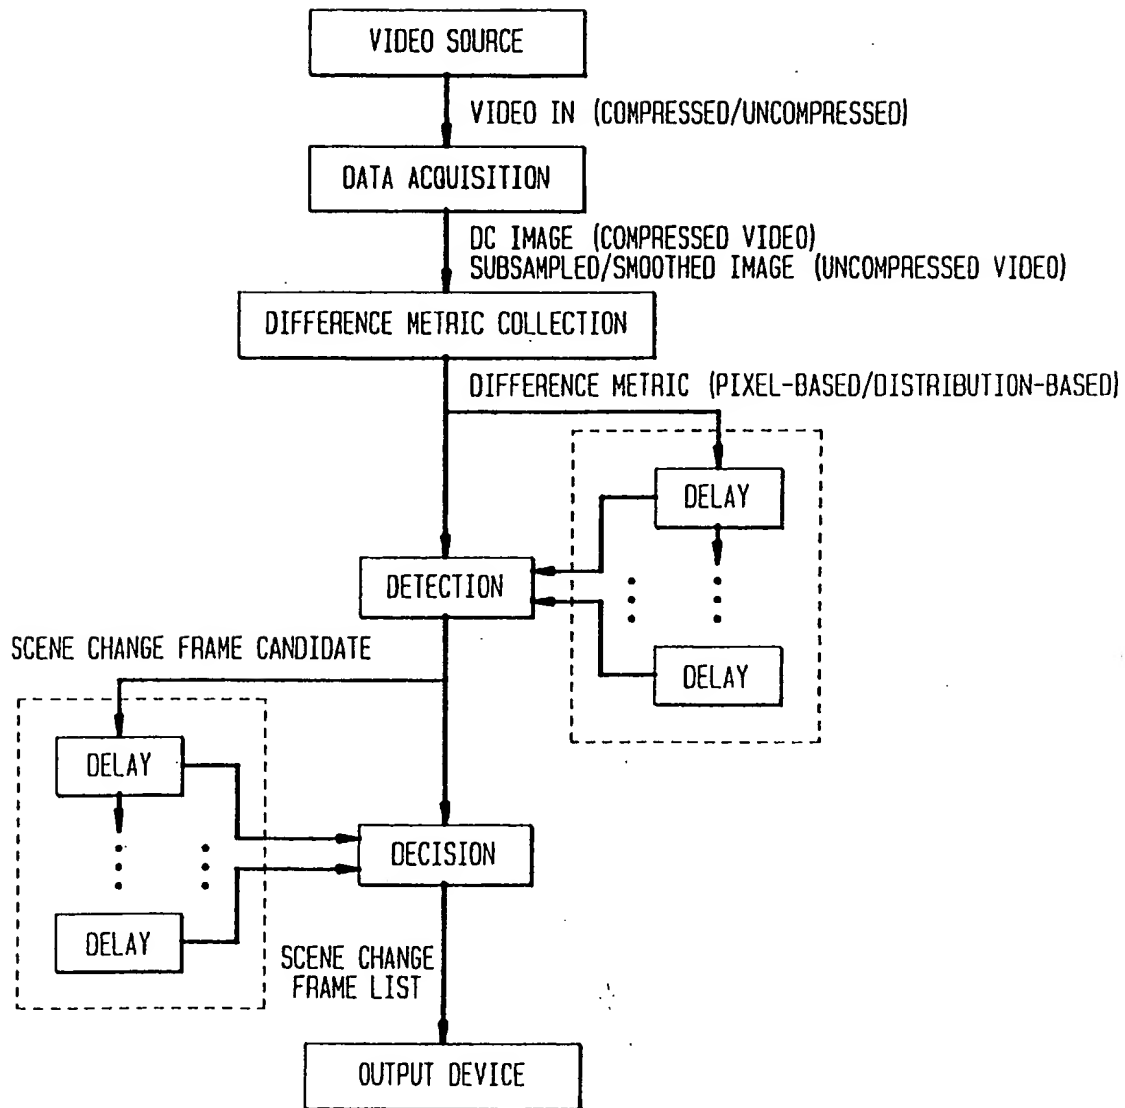 VIDEO SOURCE
VIDEO IN (COMPRESSED/UNCOMPRESSED)
DATA ACQUISITION
DC IMAGE (COMPRESSED VIDEO)
SUBSAMPLED/SMOOTHED IMAGE (UNCOMPRESSED VIDEO)
DIFFERENCE METRIC COLLECTION
DIFFERENCE METRIC (PIXEL-BASED/DISTRIBUTION-BASED)
DELAY
DETECTION
DELAY
SCENE CHANGE FRAME CANDIDATE
DELAY
DECISION
DELAY
SCENE CHANGE
FRAME LIST
OUTPUT DEVICE